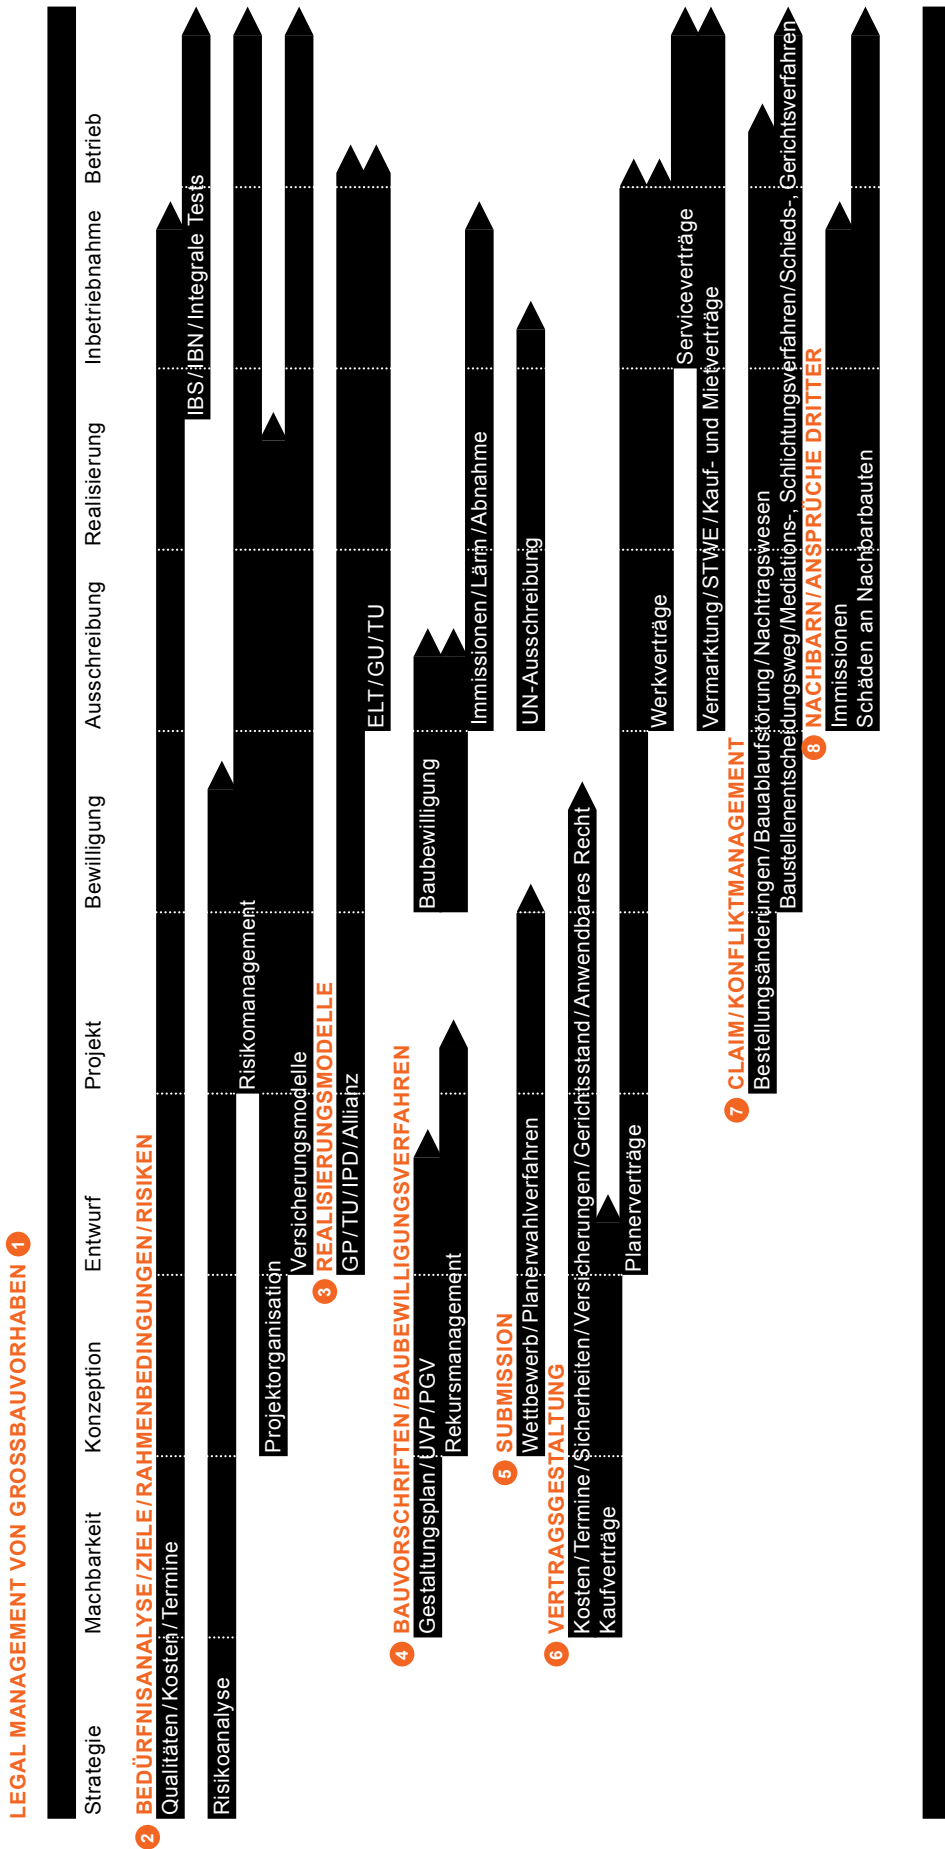 LEGAL MANAGEMENT VON GROSSBAUVORHABEN 1
Strategie Machbarkeit Konzeption Entwurf Projekt Bewilligung Ausschreibung Realisierung Inbetriebnahme Betrieb
2 BEDÜRFNISANALYSE / ZIELE / RAHMENBEDINGUNGEN / RISIKEN
Qualitäten / Kosten / Termine
IBS / IBN / Integrale Tests
Risikoanalyse
Risikomanagement
Projektorganisation
Versicherungsmodelle
3 REALISIERUNGSMODELLE
GP / TU / IPD / Allianz
ELT / GU / TU
4 BAUVORSCHRIFTEN / BAUBEWILLIGUNGSVERFAHREN
Gestaltungsplan / UVP / PGV Baubewilligung
Rekursmanagement
Immissionen / Lärm / Abnahme
5 SUBMISSION
Wettbewerb / Planerwahlverfahren UN-Ausschreibung
6 VERTRAGSGESTALTUNG
Kosten / Termine / Sicherheiten / Versicherungen / Gerichtsstand / Anwendbares Recht
Kaufverträge
Planerverträge
Werkverträge
Serviceverträge
Vermarktung / STWE / Kauf- und Mietverträge
7 CLAIM / KONFLIKTMANAGEMENT
Bestellungsänderungen / Bauablaufstörung / Nachtragswesen
Baustellenentscheidungsweg / Mediations-, Schlichtungsverfahren / Schieds-, Gerichtsverfahren
8 NACHBARN / ANSPRÜCHE DRITTER
Immissionen
Schäden an Nachbarbauten